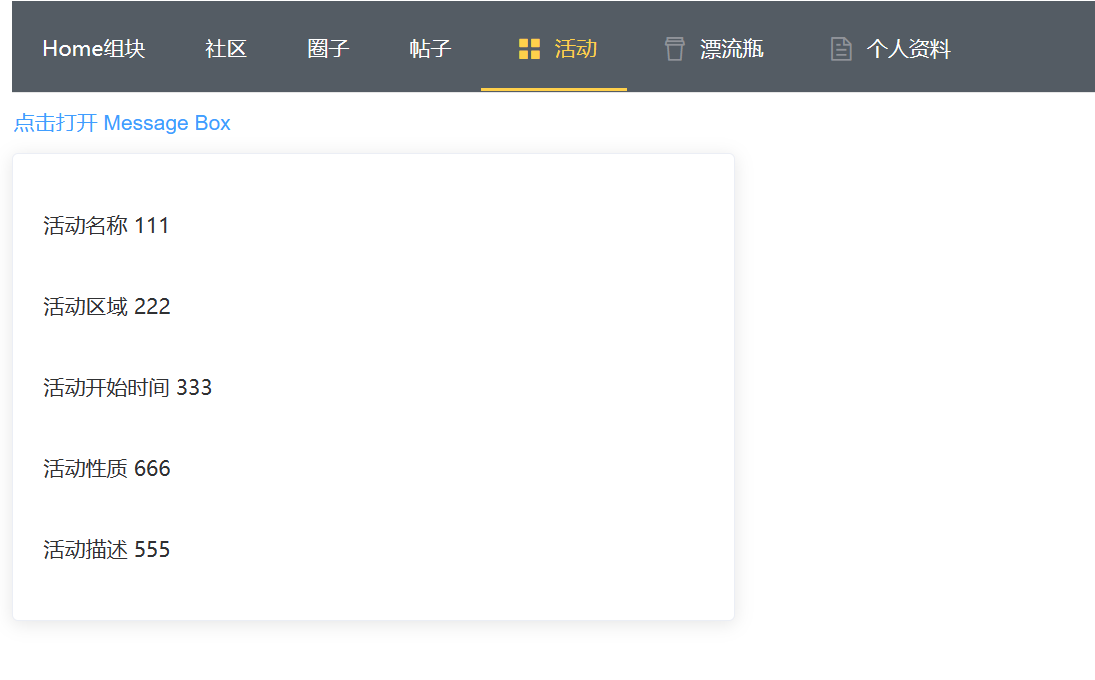 Home组块 社区 圈子 帖子 活动 漂流瓶 个人资料
点击打开 Message Box
活动名称 111
活动区域 222
活动开始时间 333
活动性质 666
活动描述 555